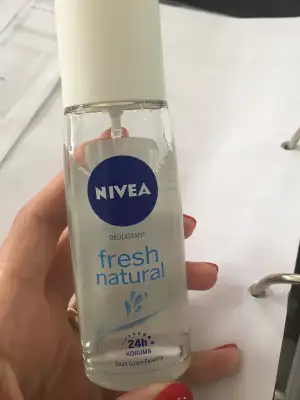 NIVEA
DEODORANT
fresh
natural
24h
KORUMA